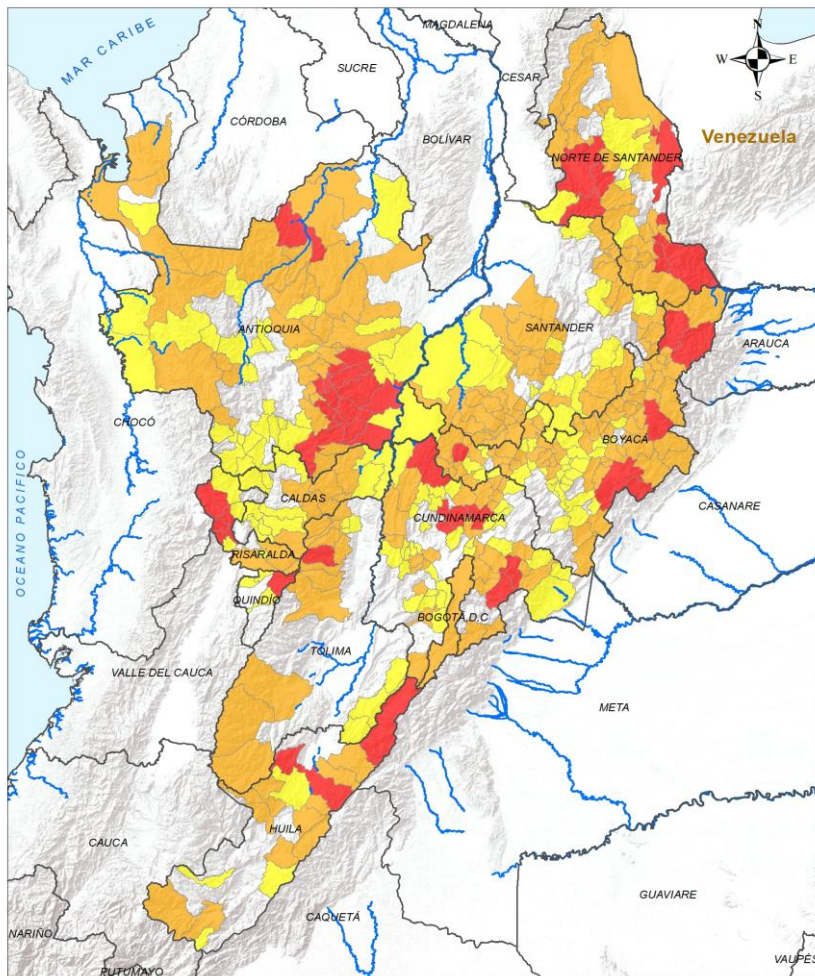 MAGDALENA
N
W E
S
MAR CARIBE
SUCRE
CESAR
CÓRDOBA
BOLÍVAR
Venezuela
NORTE DE SANTANDER
ANTIOQUIA
SANTANDER
ARAUCA
CHOCÓ
BOYACÁ
OCEANO PACIFICO
CALDAS
CUNDINAMARCA
CASANARE
RISARALDA
QUINDÍO
BOGOTÁ, D,C
TOLIMA
VALLE DEL CAUCA
META
HUILA
CAUCA
CAQUETÁ
GUAVIARE
NARIÑO
PUTUMAYO
VAUPÉS